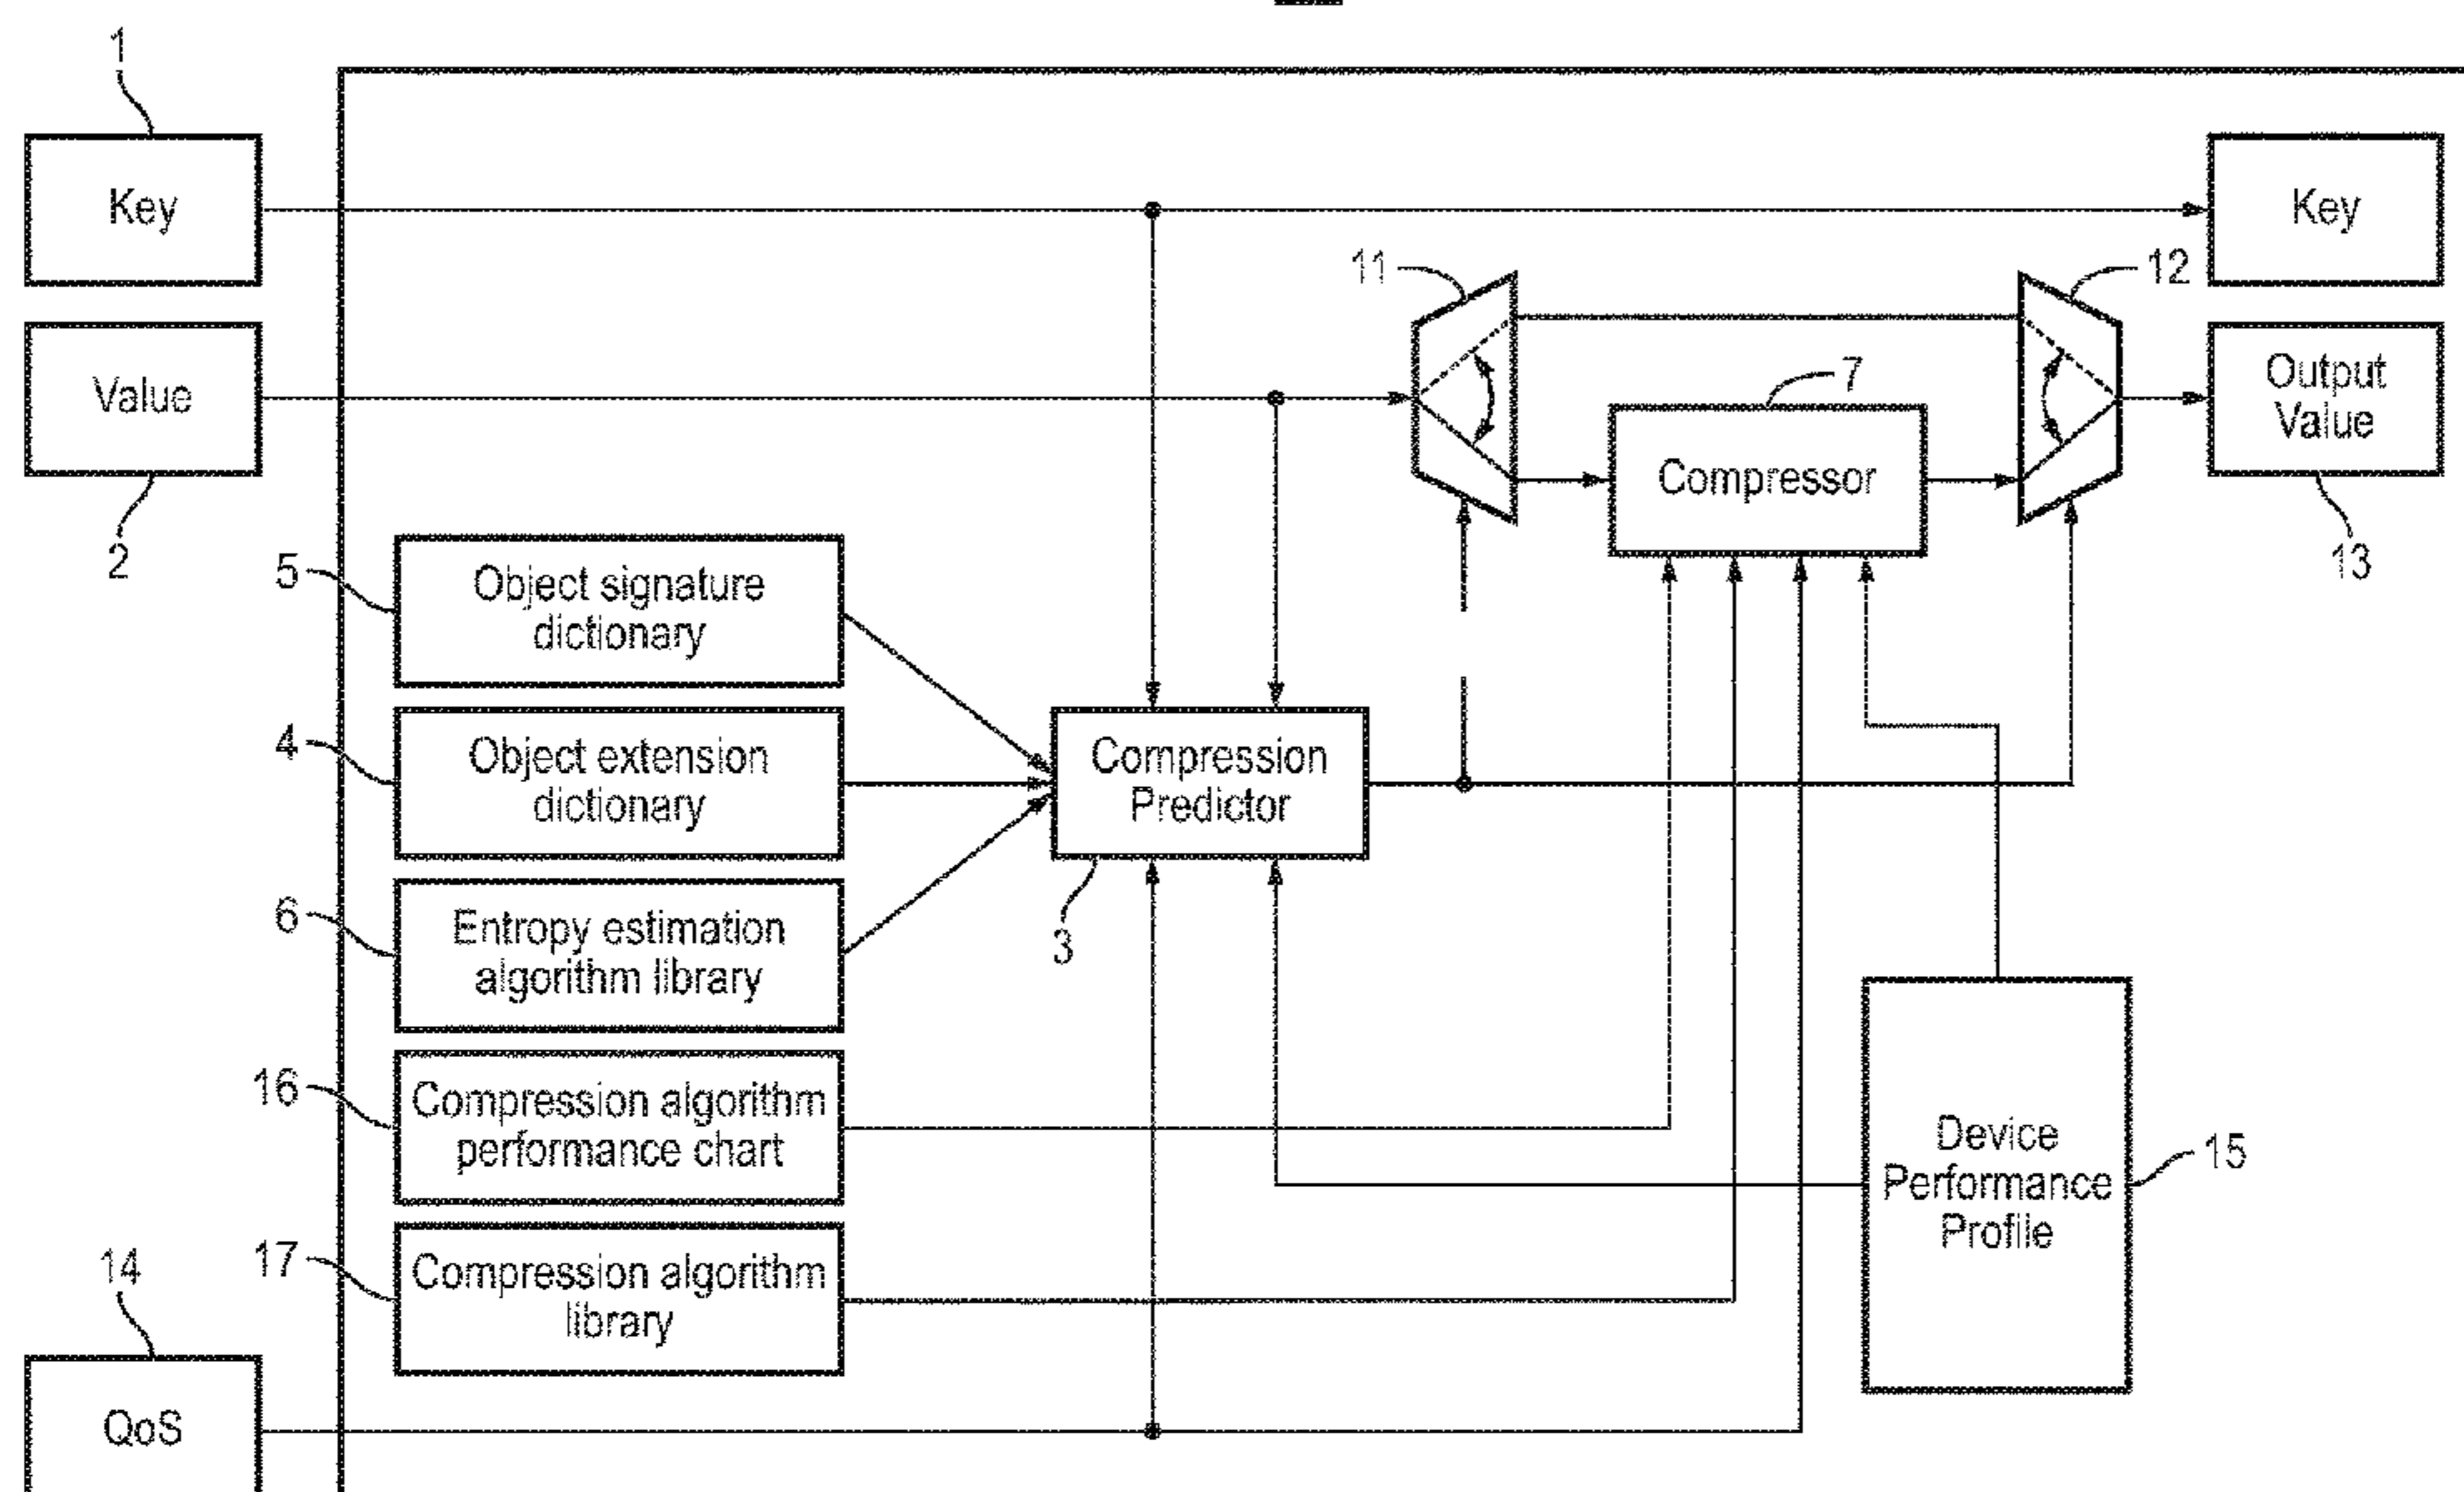 1
Key
Key
11
12
Value
7
Output
Value
Compressor
2
13
5
Object signature
dictionary
4
Object extension
dictionary
Compression
Predictor
6
Entropy estimation
algorithm library
3
16
Compression algorithm
performance chart
Device
Performance
Profile
15
14
17
Compression algorithm
library
QoS